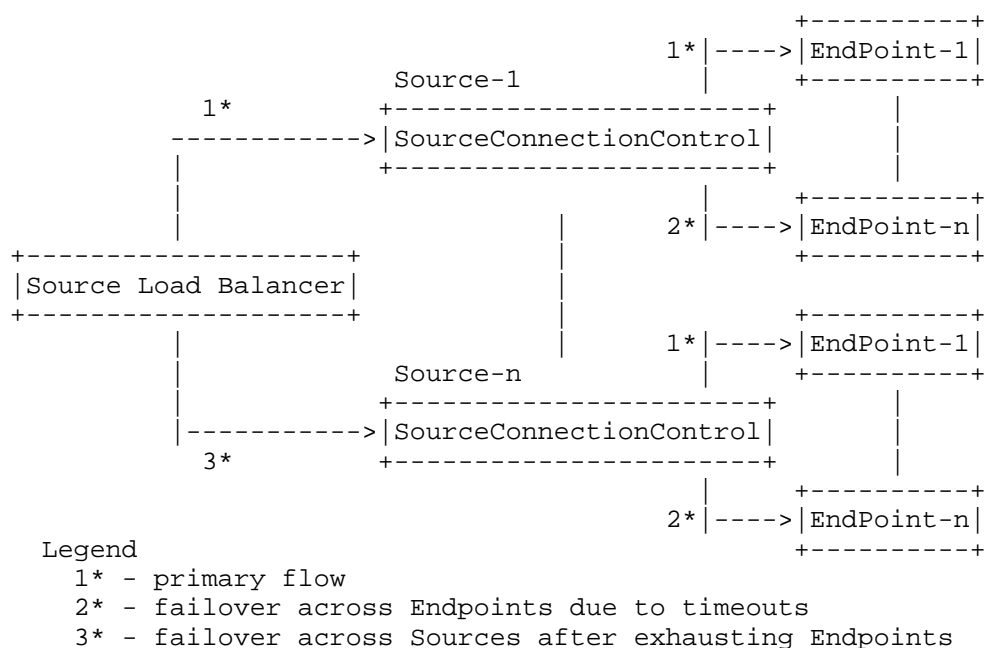 1* EndPoint-1
Source-1
1*
SourceConnectionControl
2* EndPoint-n
Source Load Balancer
1* EndPoint-1
Source-n
SourceConnectionControl
3*
2* EndPoint-n
Legend
1* - primary flow
2* - failover across Endpoints due to timeouts
3* - failover across Sources after exhausting Endpoints